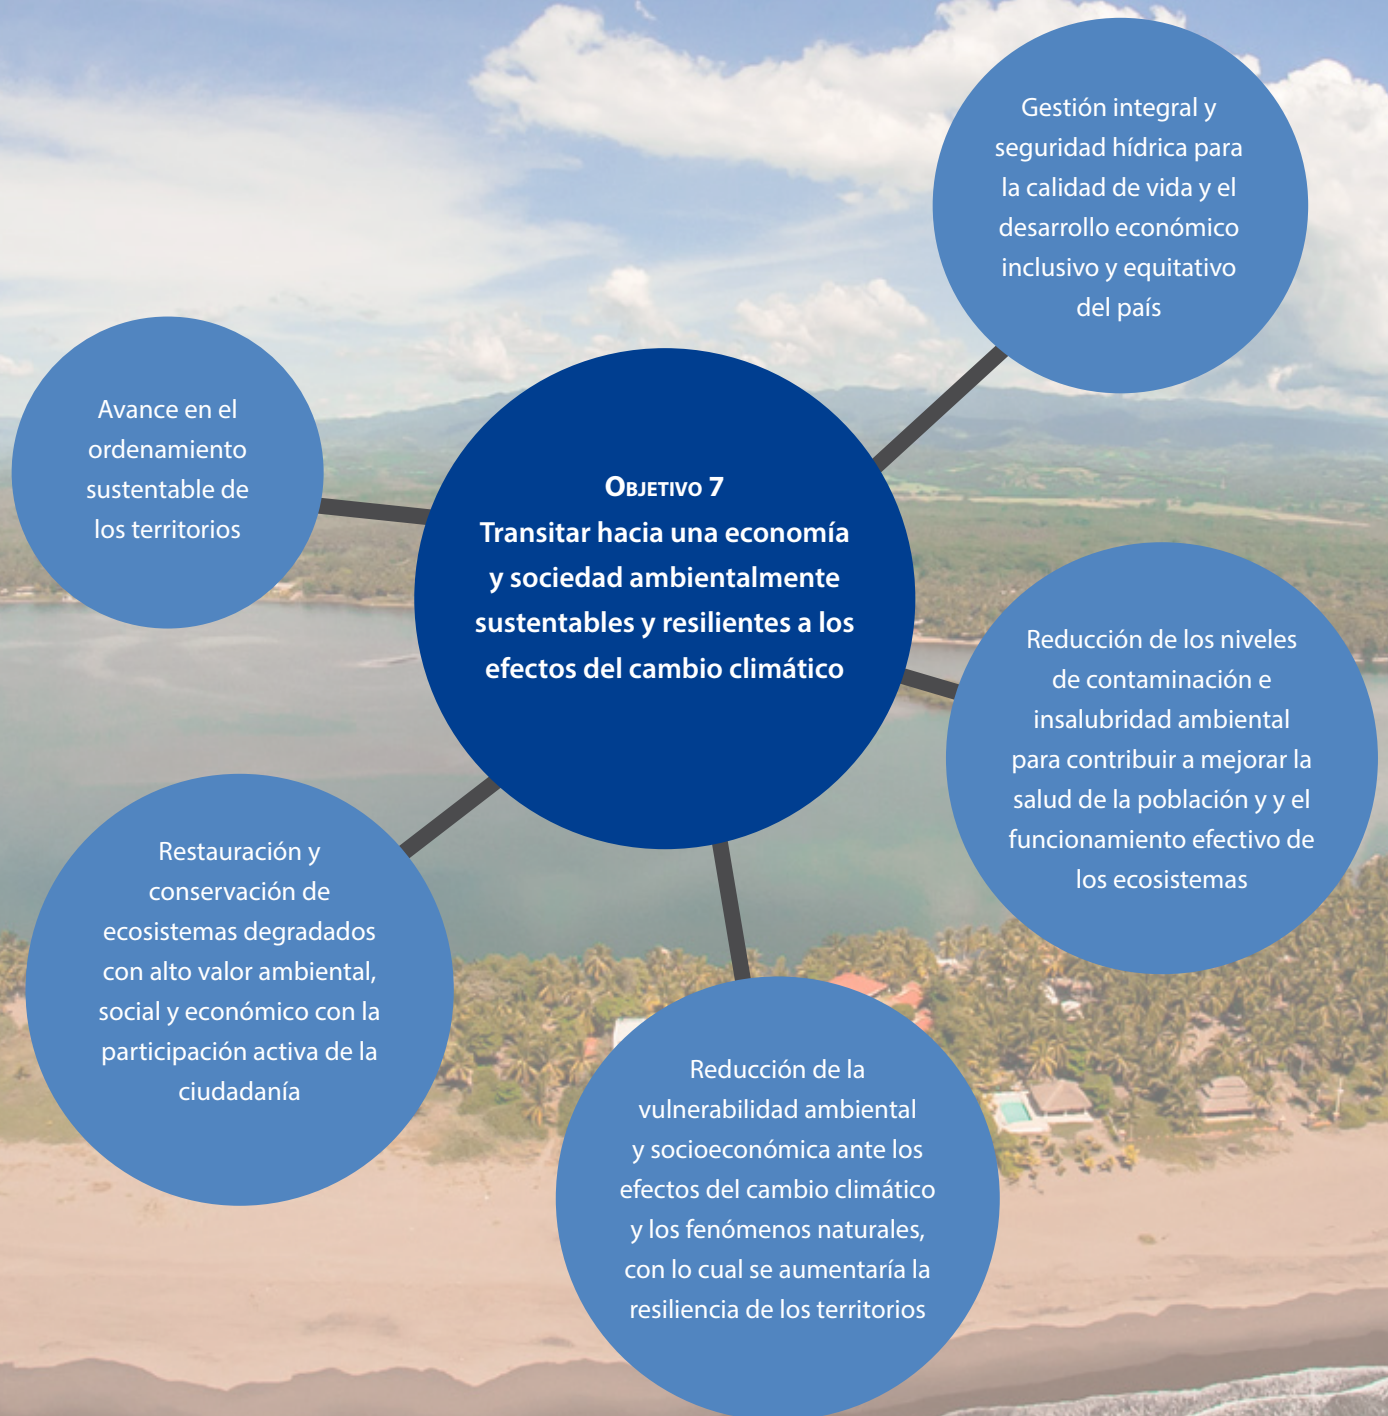 Gestión integral y
seguridad hídrica para
la calidad de vida y el
desarrollo económico
inclusivo y equitativo
del país
Avance en el
ordenamiento
sustentable de
los territorios
Objetivo 7
Transitar hacia una economía
y sociedad ambientalmente
sustentables y resilientes a los
efectos del cambio climático
Reducción de los niveles
de contaminación e
insalubridad ambiental
para contribuir a mejorar la
salud de la población y y el
funcionamiento efectivo de
los ecosistemas
Restauración y
conservación de
ecosistemas degradados
con alto valor ambiental,
social y económico con la
participación activa de la
ciudadanía
Reducción de la
vulnerabilidad ambiental
y socioeconómica ante los
efectos del cambio climático
y los fenómenos naturales,
con lo cual se aumentaría la
resiliencia de los territorios